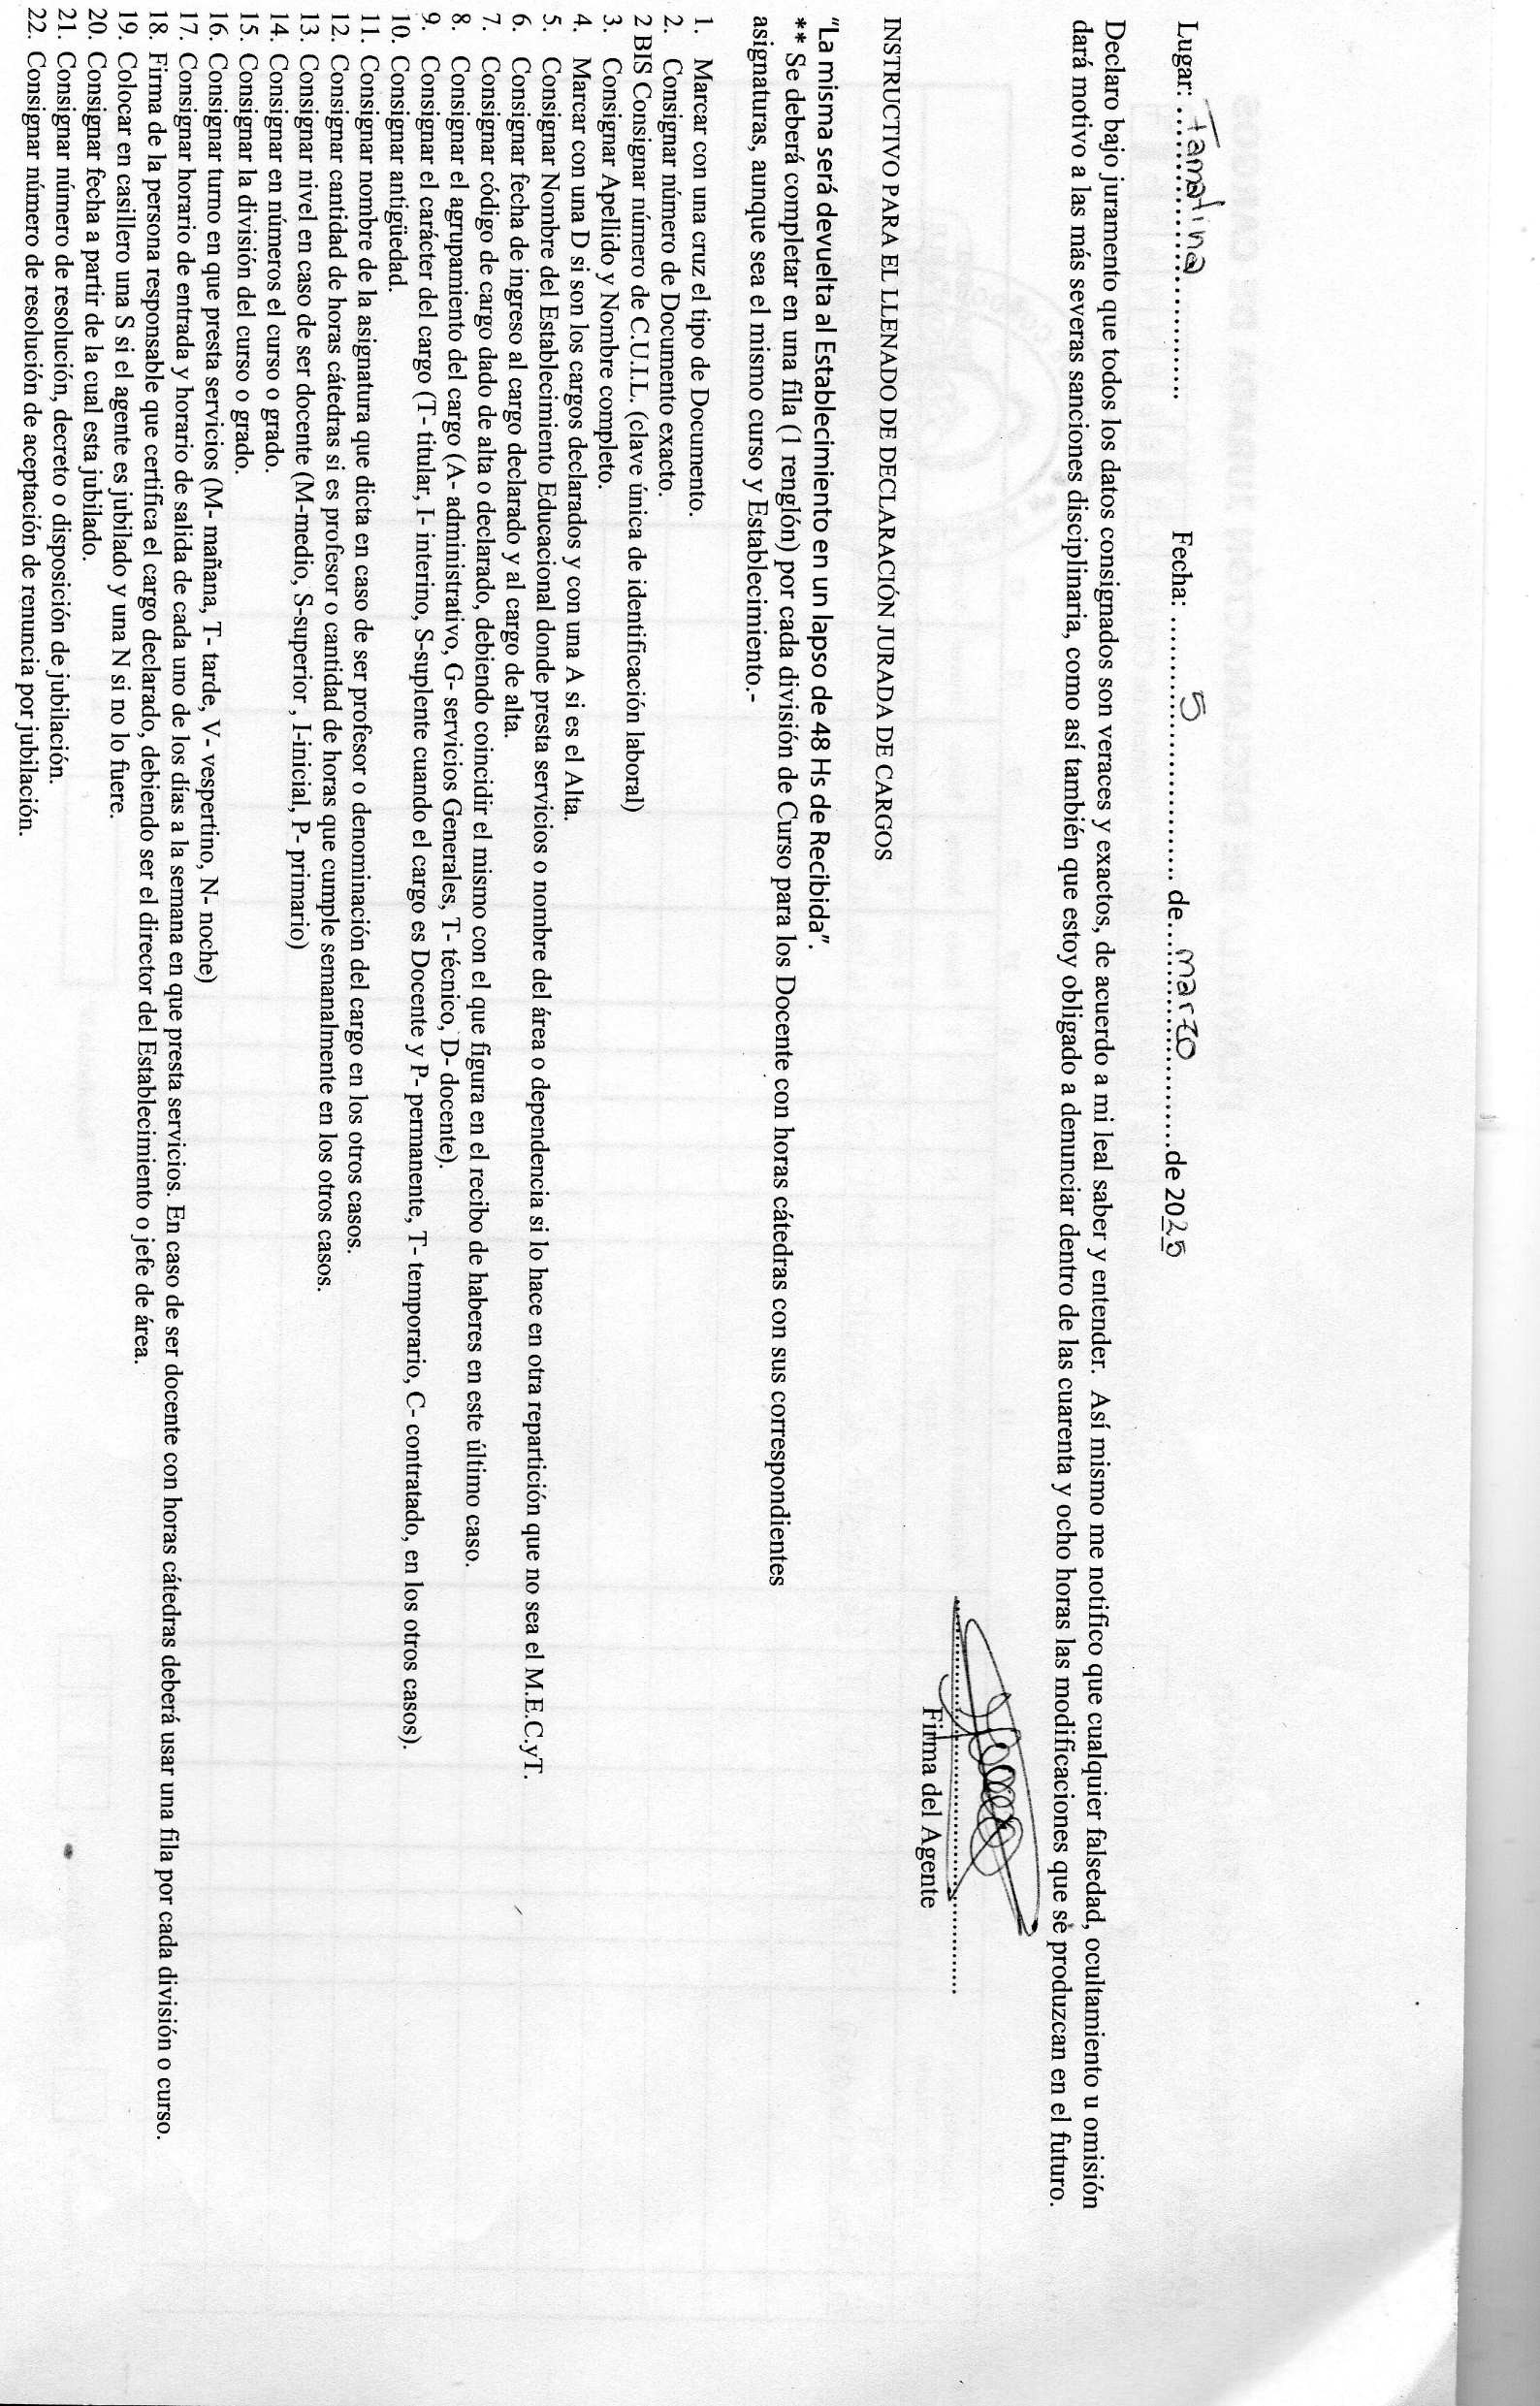 Lugar: ...Famatina...............
Fecha: ..........5.................... de....marzo............de 2025
Declaro bajo juramento que todos los datos consignados son veraces y exactos, de acuerdo a mi leal saber y entender. Así mismo me notifico que cualquier falsedad, ocultamiento u omisión
dará motivo a las más severas sanciones disciplinaria, como así también que estoy obligado a denunciar dentro de las cuarenta y ocho horas las modificaciones que se produzcan en el futuro.
Firma del Agente
INSTRUCTIVO PARA EL LLENADO DE DECLARACIÓN JURADA DE CARGOS
"La misma será devuelta al Establecimiento en un lapso de 48 Hs de Recibida".
** Se deberá completar en una fila (1 renglón) por cada división de Curso para los Docente con horas cátedras con sus correspondientes
asignaturas, aunque sea el mismo curso y Establecimiento.-
1. Marcar con una cruz el tipo de Documento.
2. Consignar número de Documento exacto.
2 BIS Consignar número de C.U.I.L. (clave única de identificación laboral)
3. Consignar Apellido y Nombre completo.
4. Marcar con una D si son los cargos declarados y con una A si es el Alta.
5. Consignar Nombre del Establecimiento Educacional donde presta servicios o nombre del área o dependencia si lo hace en otra repartición que no sea el M.E.C.yT.
6. Consignar fecha de ingreso al cargo declarado y al cargo de alta.
7. Consignar código de cargo dado de alta o declarado, debiendo coincidir el mismo con el que figura en el recibo de haberes en este último caso.
8. Consignar el agrupamiento del cargo (A- administrativo, G- servicios Generales, T- técnico, D- docente).
9. Consignar el carácter del cargo (T- titular, I- interino, S-suplente cuando el cargo es Docente y P- permanente, T- temporario, C- contratado, en los otros casos).
10. Consignar antigüedad.
11. Consignar nombre de la asignatura que dicta en caso de ser profesor o denominación del cargo en los otros casos.
12. Consignar cantidad de horas cátedras si es profesor o cantidad de horas que cumple semanalmente en los otros casos.
13. Consignar nivel en caso de ser docente (M-medio, S-superior , I-inicial, P- primario)
14. Consignar en números el curso o grado.
15. Consignar la división del curso o grado.
16. Consignar turno en que presta servicios (M- mañana, T- tarde, V- vespertino, N- noche)
17. Consignar horario de entrada y horario de salida de cada uno de los días a la semana en que presta servicios. En caso de ser docente con horas cátedras deberá usar una fila por cada división o curso.
18. Firma de la persona responsable que certifica el cargo declarado, debiendo ser el director del Establecimiento o jefe de área.
19. Colocar en casillero una S si el agente es jubilado y una N si no lo fuere.
20. Consignar fecha a partir de la cual esta jubilado.
21. Consignar número de resolución, decreto o disposición de jubilación.
22. Consignar número de resolución de aceptación de renuncia por jubilación.